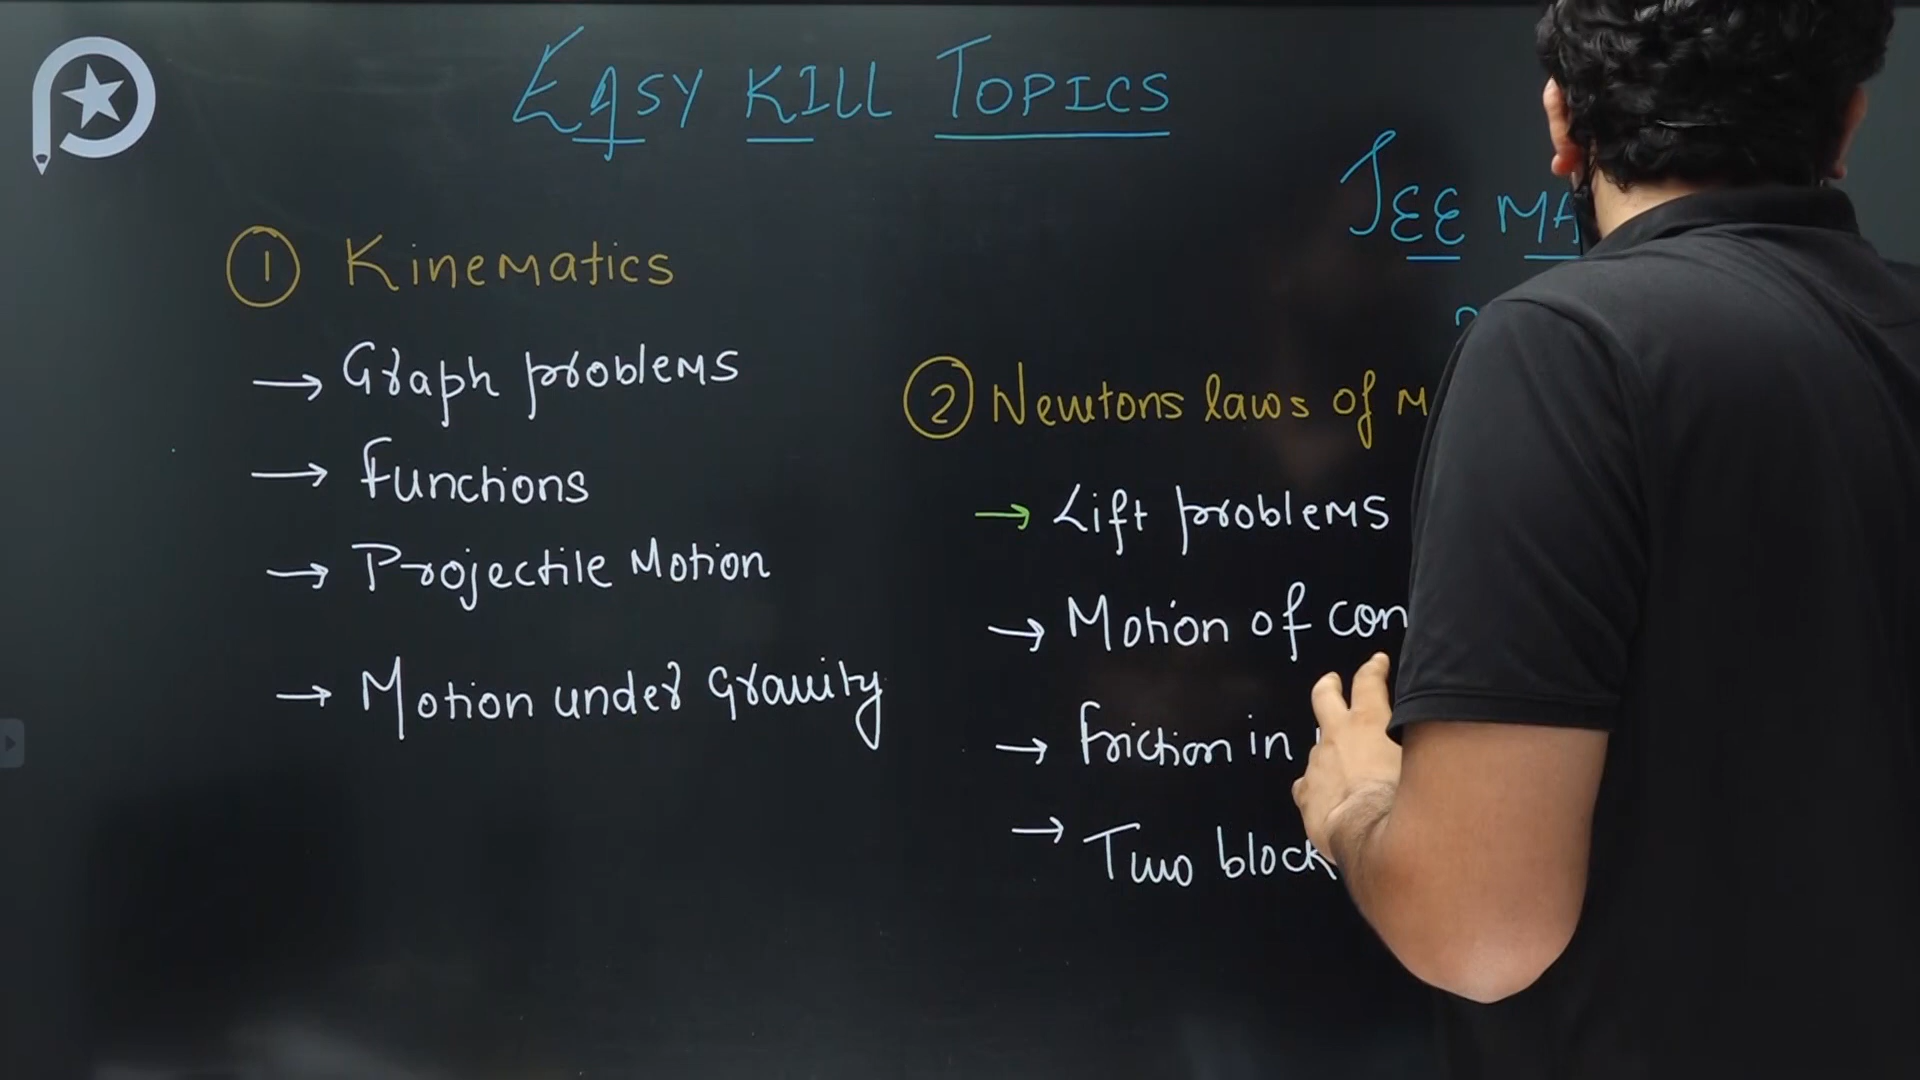 EASY KILL TOPICS
JEE
① Kinematics
→ Graph problems
→ Functions
→ Projectile Motion
→ Motion under gravity
② Newtons laws of
→ Lift problems
→ Motion of
→ Friction in
→ Two